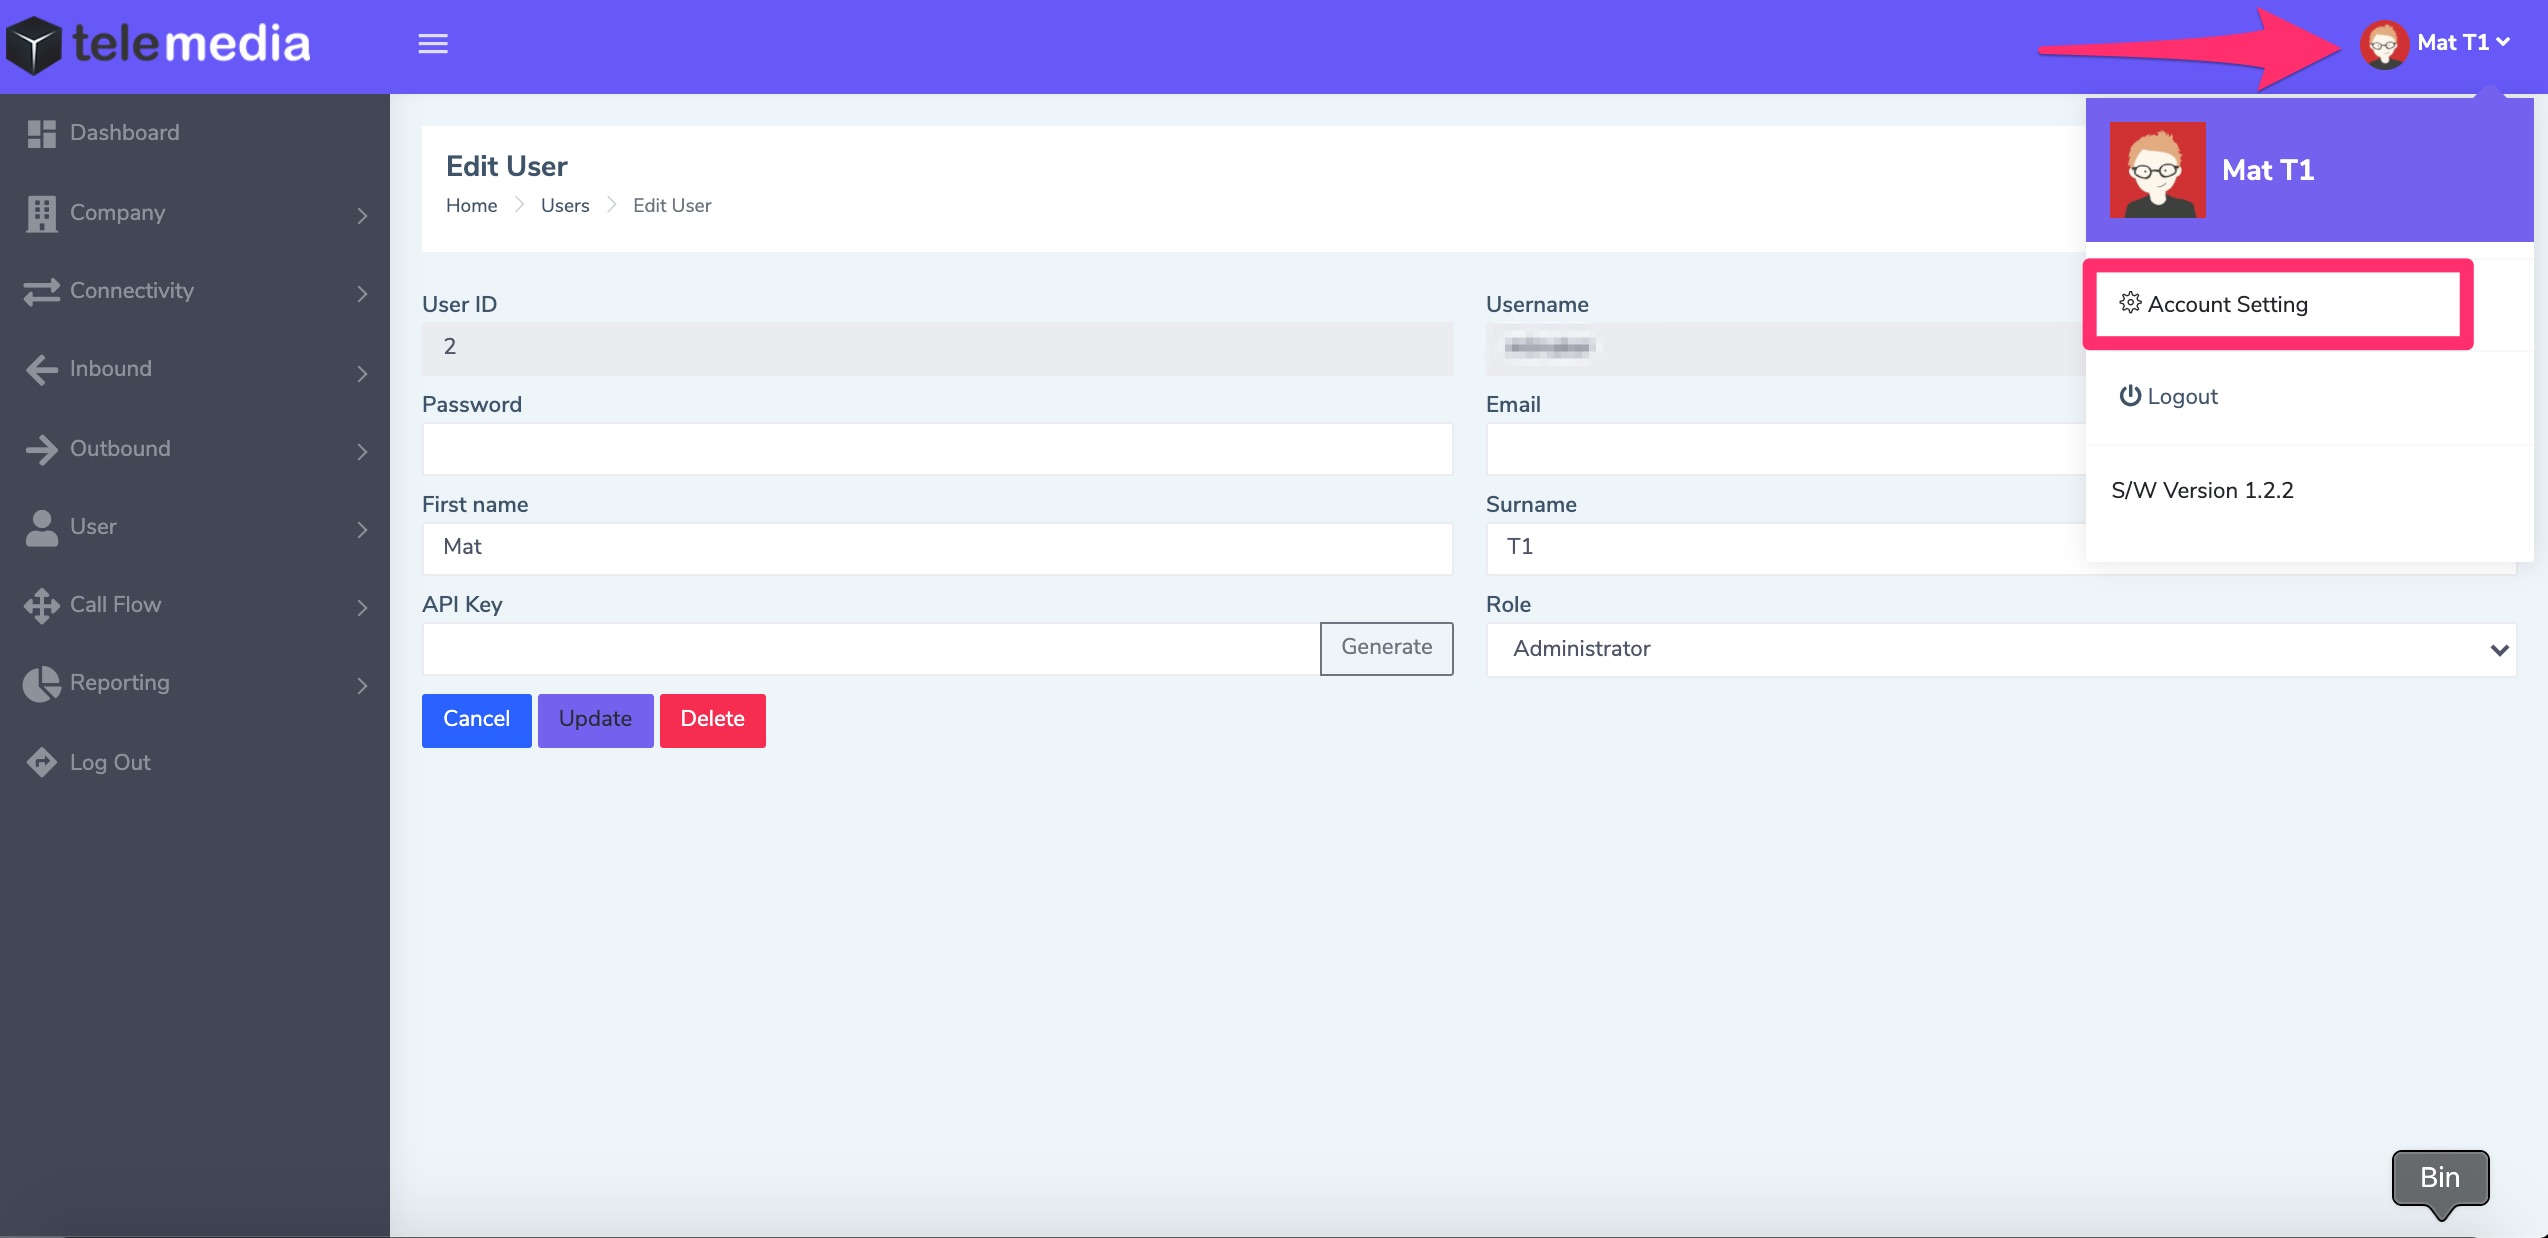 telemedia
Mat T1
Dashboard
Company
Connectivity
Inbound
Outbound
User
Call Flow
Reporting
Log Out
Edit User
Home Users Edit User
User ID
2
Username
Password
Email
First name
Mat
Surname
T1
API Key
Generate
Role
Administrator
Cancel Update Delete
Mat T1
Account Setting
Logout
S/W Version 1.2.2
Bin